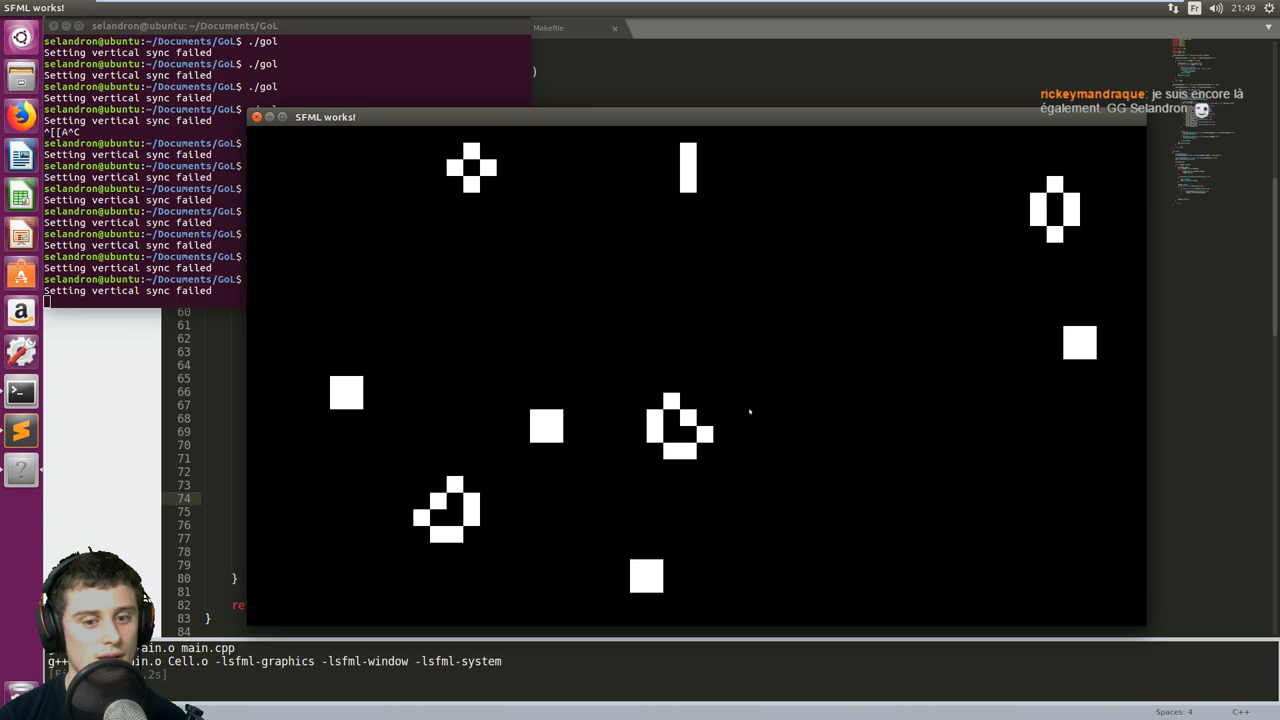 SFML works!
Fr
21:49
selandron@ubuntu: ~/Documents/GoL
Makefile
selandron@ubuntu:~/Documents/GoL$ ./gol
Setting vertical sync failed
selandron@ubuntu:~/Documents/GoL$ ./gol
Setting vertical sync failed
selandron@ubuntu:~/Documents/GoL$ ./gol
Setting vertical sync failed
selandron@ubuntu:~/Documents/GoL$
Setting vertical sync failed
^[[A^C
selandron@ubuntu:~/Documents/GoL$
Setting vertical sync failed
selandron@ubuntu:~/Documents/GoL$
Setting vertical sync failed
selandron@ubuntu:~/Documents/GoL$
Setting vertical sync failed
selandron@ubuntu:~/Documents/GoL$
Setting vertical sync failed
selandron@ubuntu:~/Documents/GoL$
Setting vertical sync failed
selandron@ubuntu:~/Documents/GoL$
Setting vertical sync failed
selandron@ubuntu:~/Documents/GoL$
Setting vertical sync failed
)
rickeymandraque: je suis encore là
également. GG Selandron
SFML works!
60
61
62
63
64
65
66
67
68
69
70
71
72
73
74
75
76
77
78
79
80 }
81
82 re
83 }
84
ain.o main.cpp
g++ in.o Cell.o -lsfml-graphics -lsfml-window -lsfml-system
.2s]
Spaces: 4
C++